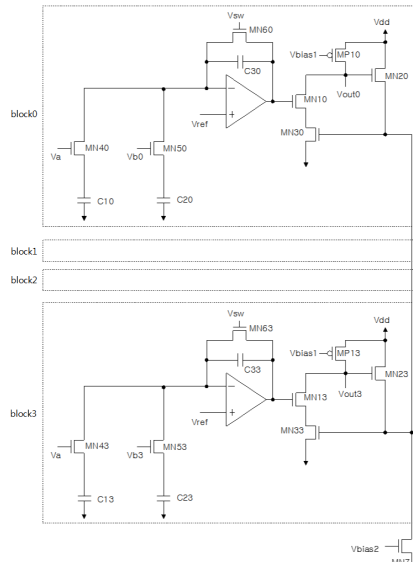 Vsw
MN60
Vdd
Vbias1
MP10
C30
MN20
MN10
Vout0
block0
Vref
MN30
MN40
MN50
Va
Vb0
C10
C20
block1
block2
Vsw
MN63
Vdd
Vbias1
MP13
C33
MN23
MN13
Vout3
block3
Vref
MN33
MN43
MN53
Va
Vb3
C13
C23
Vbias2